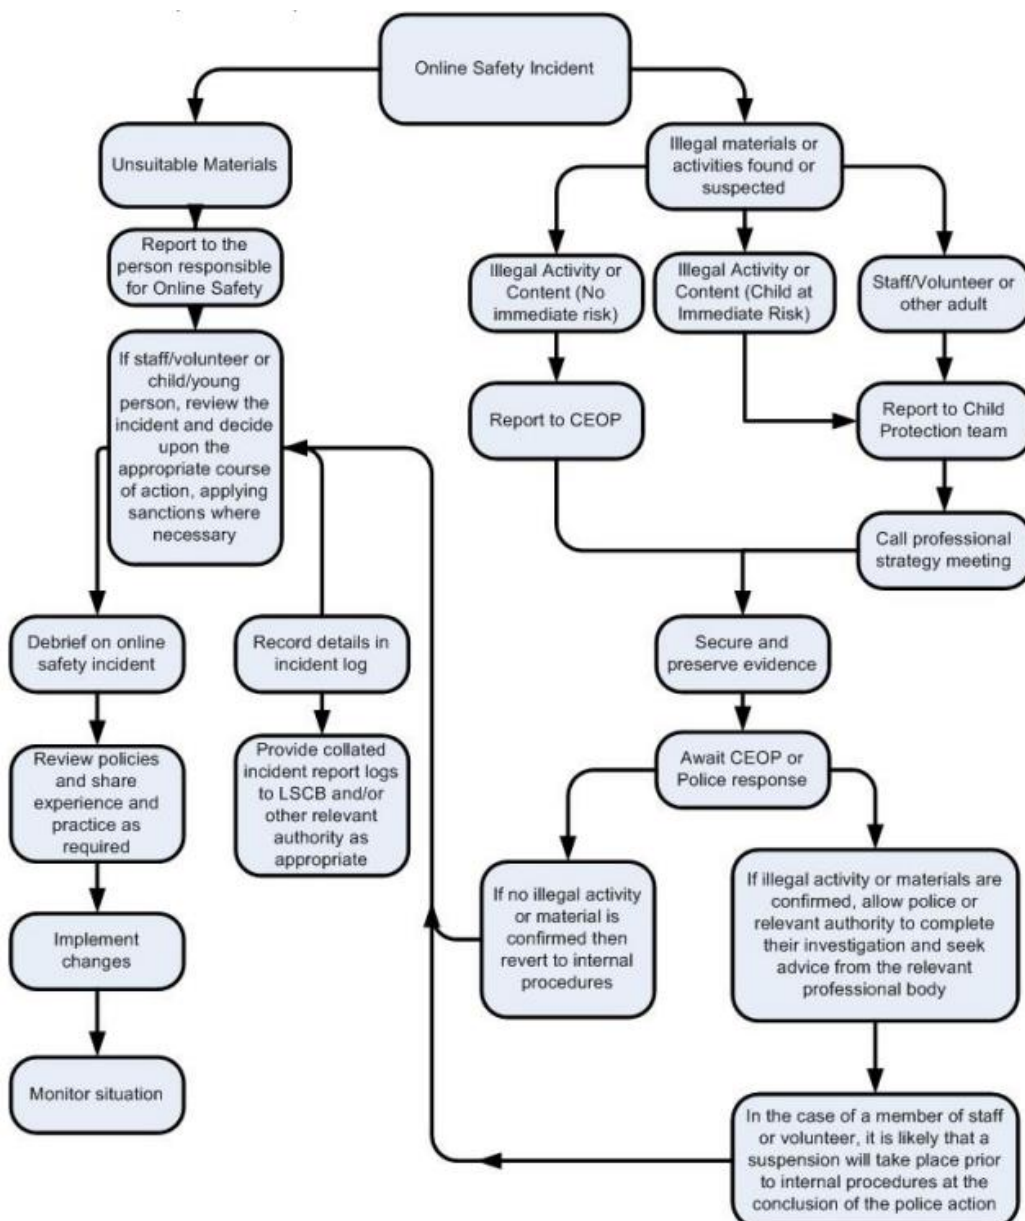 Online Safety Incident
Unsuitable Materials
Report to the
person responsible
for Online Safety
If staff/volunteer or
child/young
person, review the
incident and decide
upon the
appropriate course
of action, applying
sanctions where
necessary
Debrief on online
safety incident
Review policies
and share
experience and
practice as
required
Implement
changes
Monitor situation
Record details in
incident log
Provide collated
incident report logs
to LSCB and/or
other relevant
authority as
appropriate
Illegal materials or
activities found or
suspected
Illegal Activity or
Content (No
immediate risk)
Illegal Activity or
Content (Child at
Immediate Risk)
Staff/Volunteer or
other adult
Report to CEOP
Report to Child
Protection team
Call professional
strategy meeting
Secure and
preserve evidence
Await CEOP or
Police response
If no illegal activity
or material is
confirmed then
revert to internal
procedures
If illegal activity or materials are
confirmed, allow police or
relevant authority to complete
their investigation and seek
advice from the relevant
professional body
In the case of a member of staff
or volunteer, it is likely that a
suspension will take place prior
to internal procedures at the
conclusion of the police action